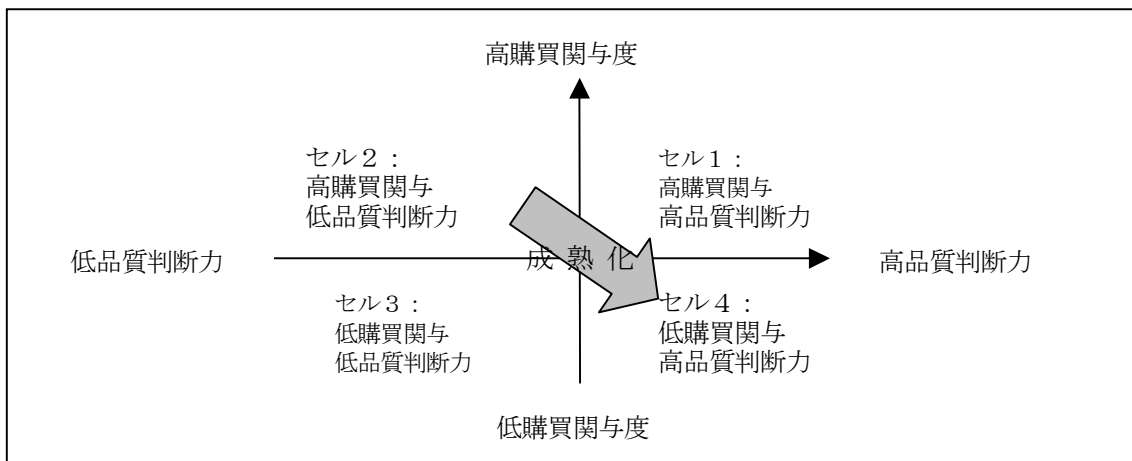 高購買関与度
セル２：
高購買関与
低品質判断力
セル１：
高購買関与
高品質判断力
低品質判断力
成 熟 化
高品質判断力
セル３：
低購買関与
低品質判断力
セル４：
低購買関与
高品質判断力
低購買関与度